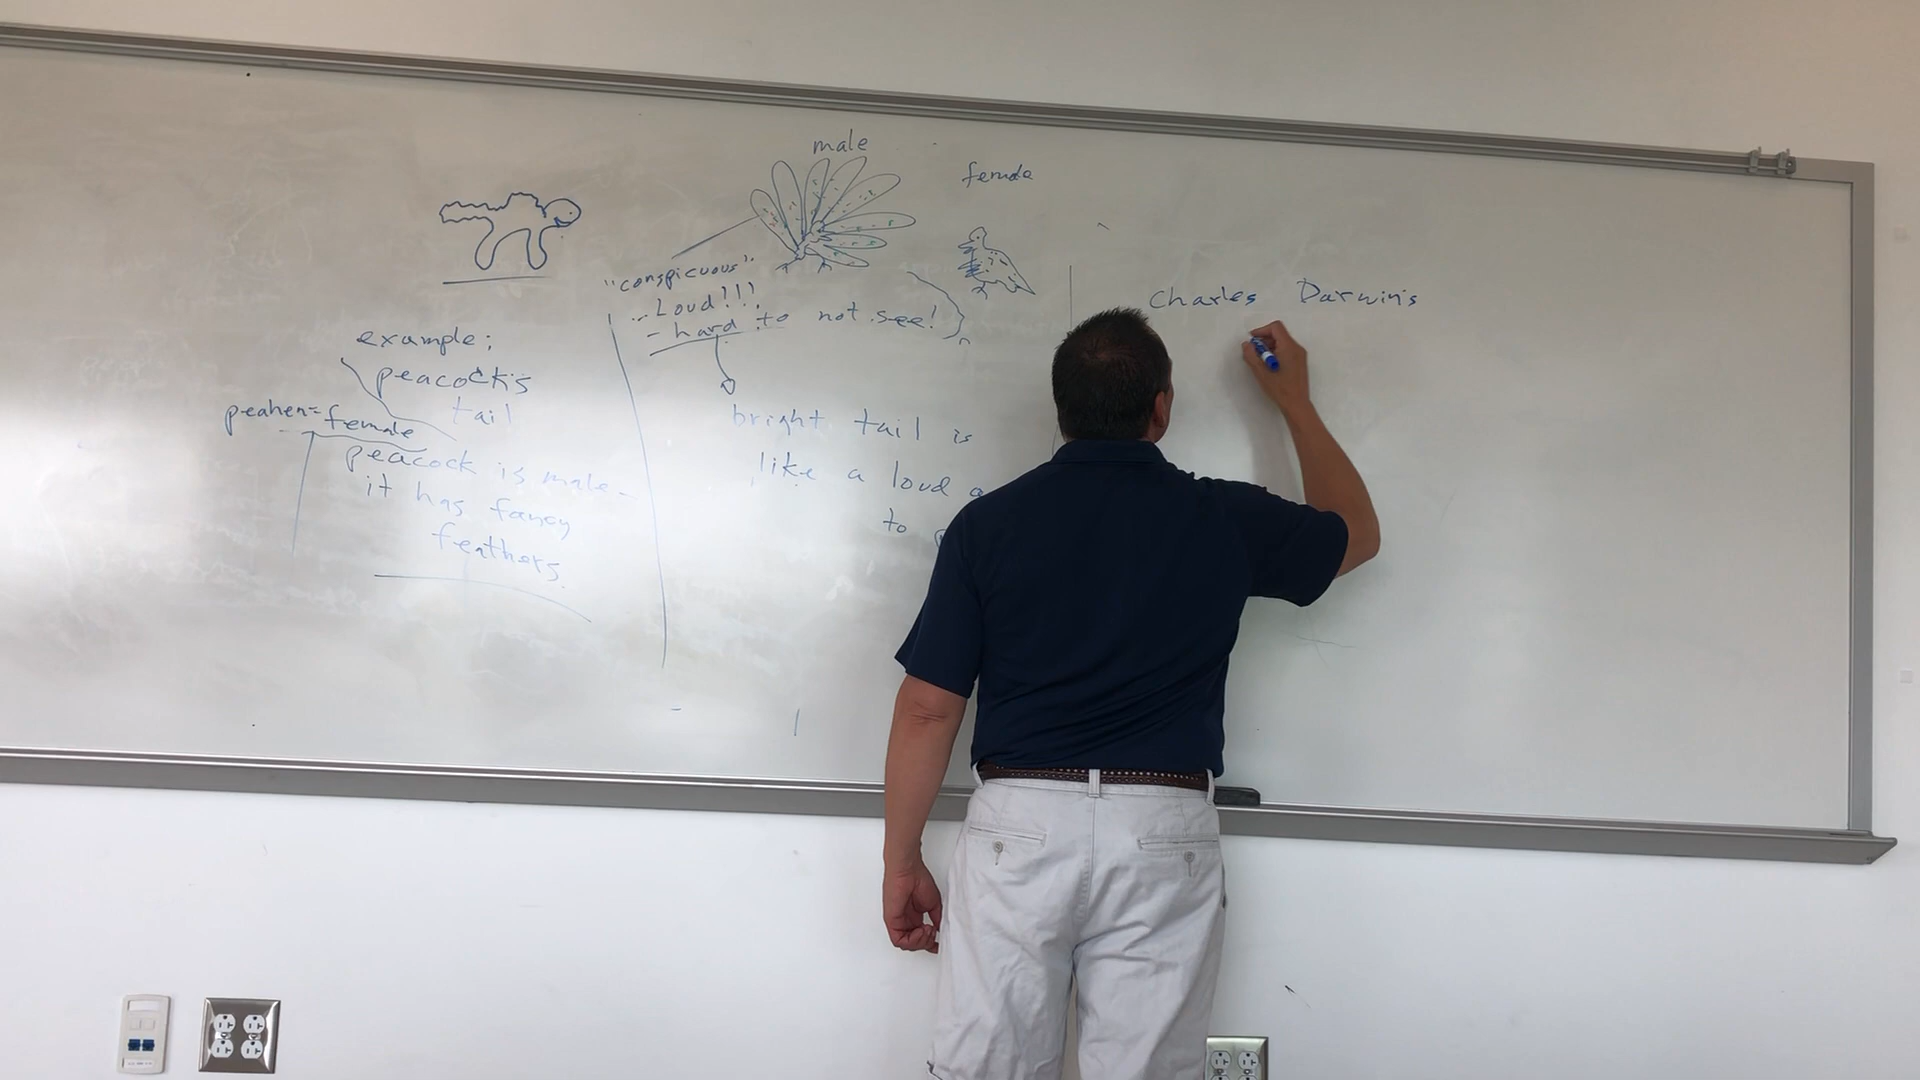 male
female
"conspicuous".
Loud!!!
- hard to not see!
example;
peacock's
tail
peahen = female
peacock is male -
it has fancy
feathers.
bright tail is
like a loud
to
Charles Darwin's